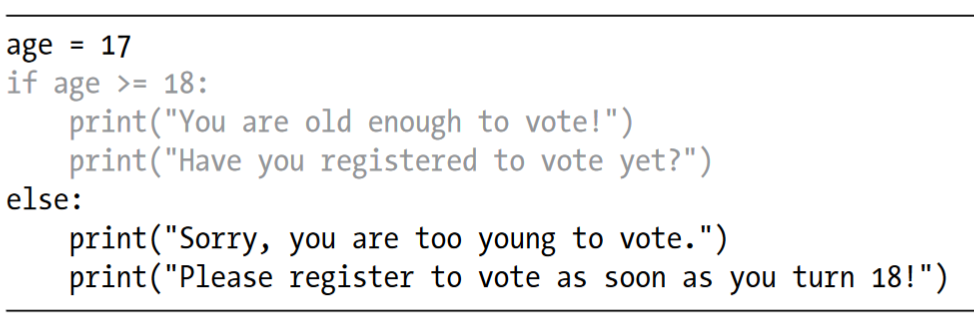 age = 17
if age >= 18:
    print("You are old enough to vote!")
    print("Have you registered to vote yet?")
else:
    print("Sorry, you are too young to vote.")
    print("Please register to vote as soon as you turn 18!")